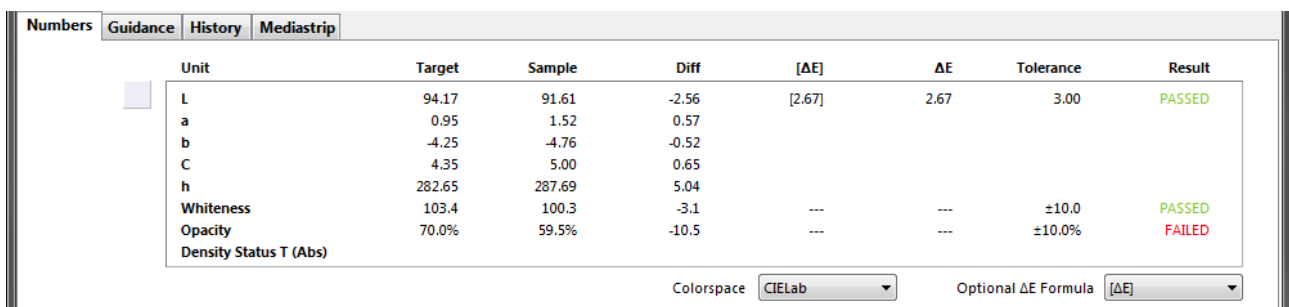 Numbers Guidance History Mediastrip
Unit Target Sample Diff [ΔE] ΔE Tolerance Result
L 94.17 91.61 -2.56 [2.67] 2.67 3.00 PASSED
a 0.95 1.52 0.57
b -4.25 -4.76 -0.52
C 4.35 5.00 0.65
h 282.65 287.69 5.04
Whiteness 103.4 100.3 -3.1 --- --- ±10.0 PASSED
Opacity 70.0% 59.5% -10.5 --- --- ±10.0% FAILED
Density Status T (Abs)
Colorspace CIELab Optional ΔE Formula [ΔE]